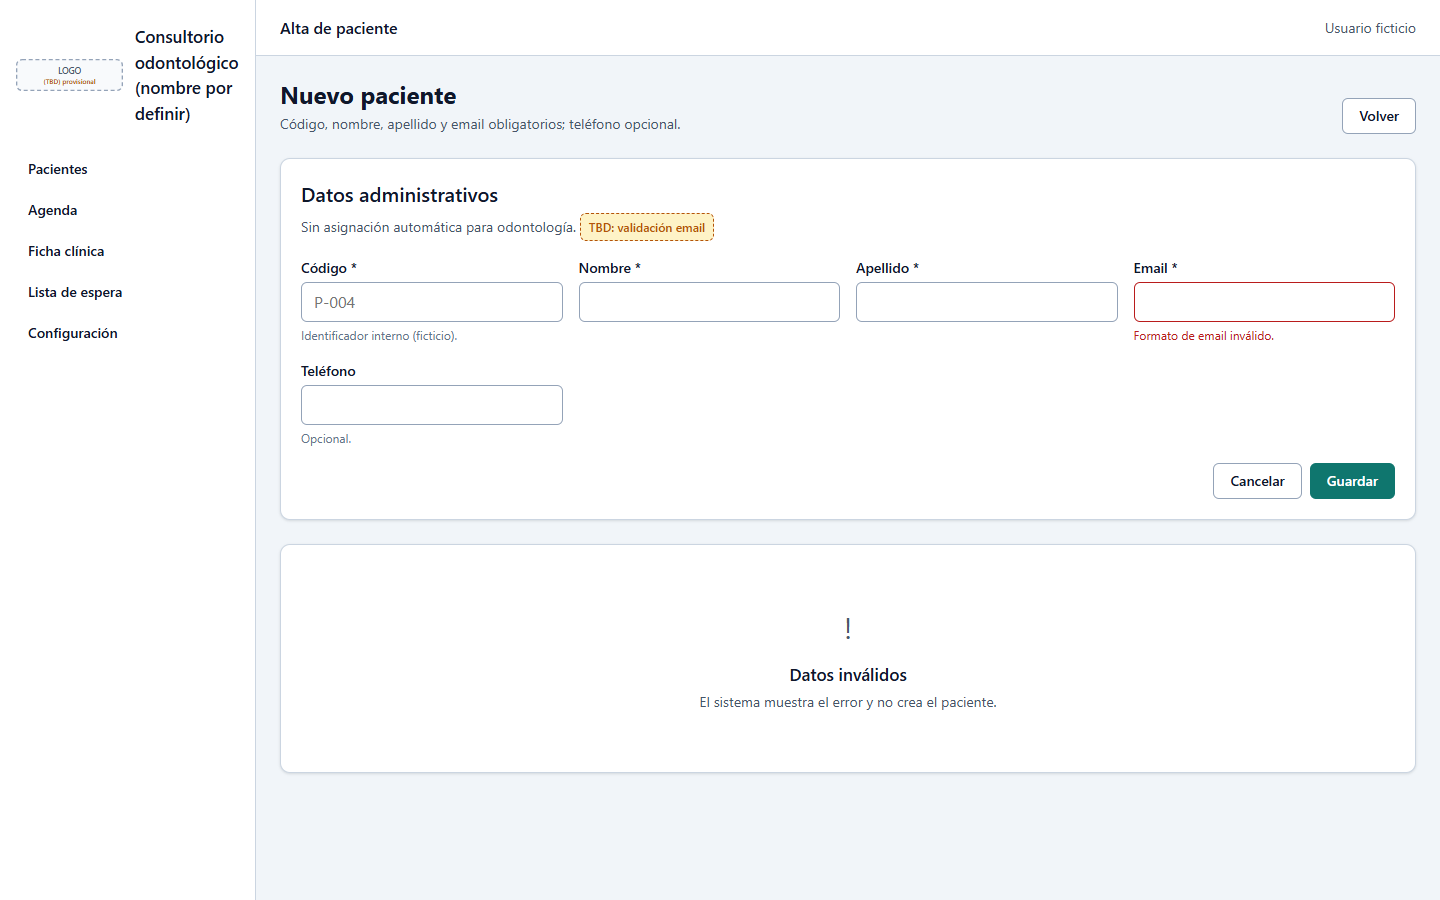 LOGO
(TBD) provisional
Consultorio
odontológico
(nombre por
definir)
Pacientes
Agenda
Ficha clínica
Lista de espera
Configuración
Alta de paciente
Usuario ficticio
Nuevo paciente
Código, nombre, apellido y email obligatorios; teléfono opcional.
Volver
Datos administrativos
Sin asignación automática para odontología. TBD: validación email
Código *
Nombre *
Apellido *
Email *
P-004
Identificador interno (ficticio).
Formato de email inválido.
Teléfono
Opcional.
Cancelar
Guardar
!
Datos inválidos
El sistema muestra el error y no crea el paciente.